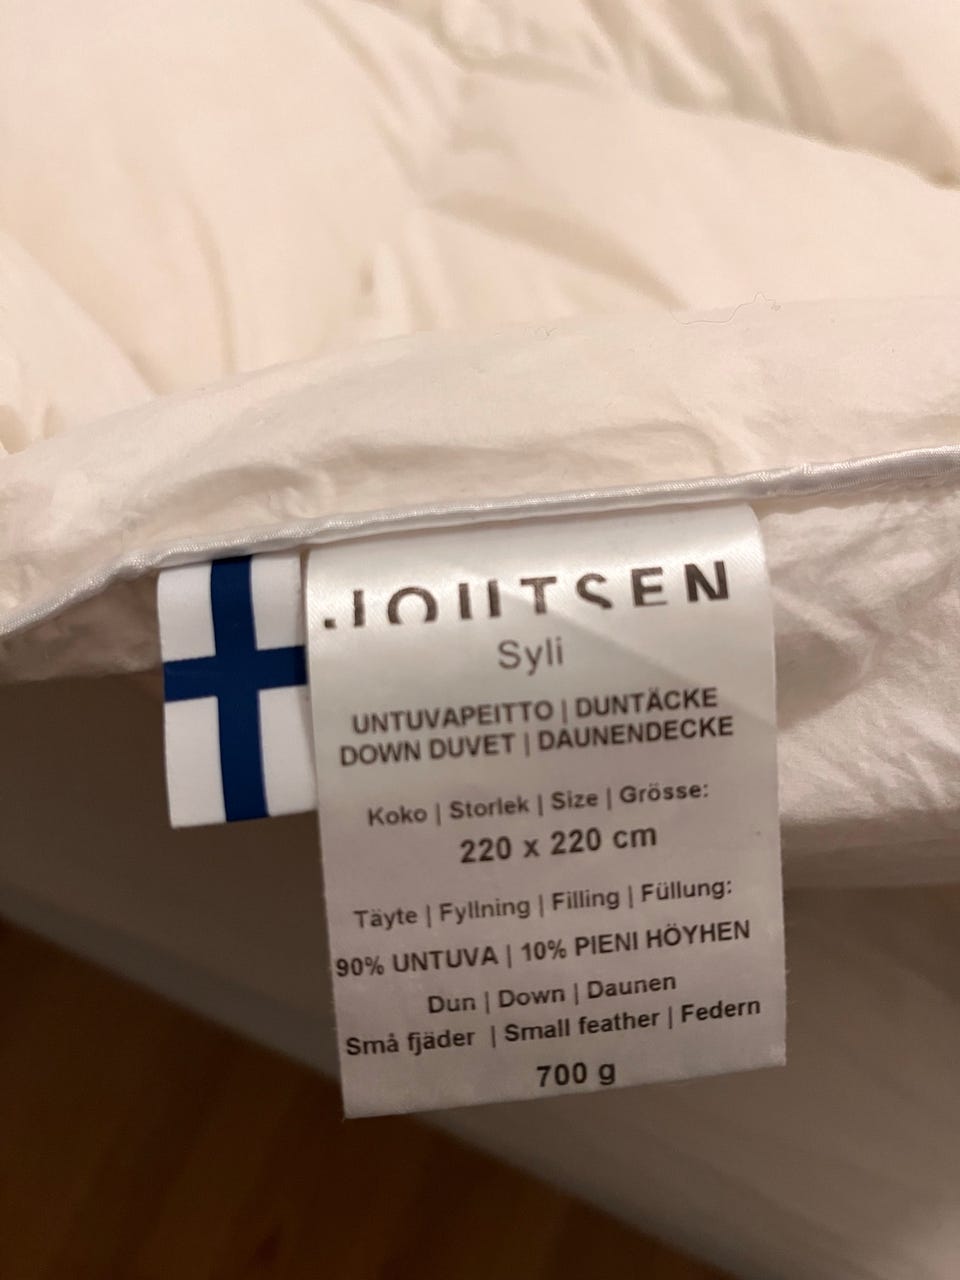 JOUTSEN
Syli
UNTUVAPEITTO | DUNTÄCKE
DOWN DUVET | DAUNENDECKE
Koko | Storlek | Size | Grösse:
220 x 220 cm
Täyte | Fyllning | Filling | Füllung:
90% UNTUVA | 10% PIENI HÖYHEN
Dun | Down | Daunen
Små fjäder | Small feather | Federn
700 g